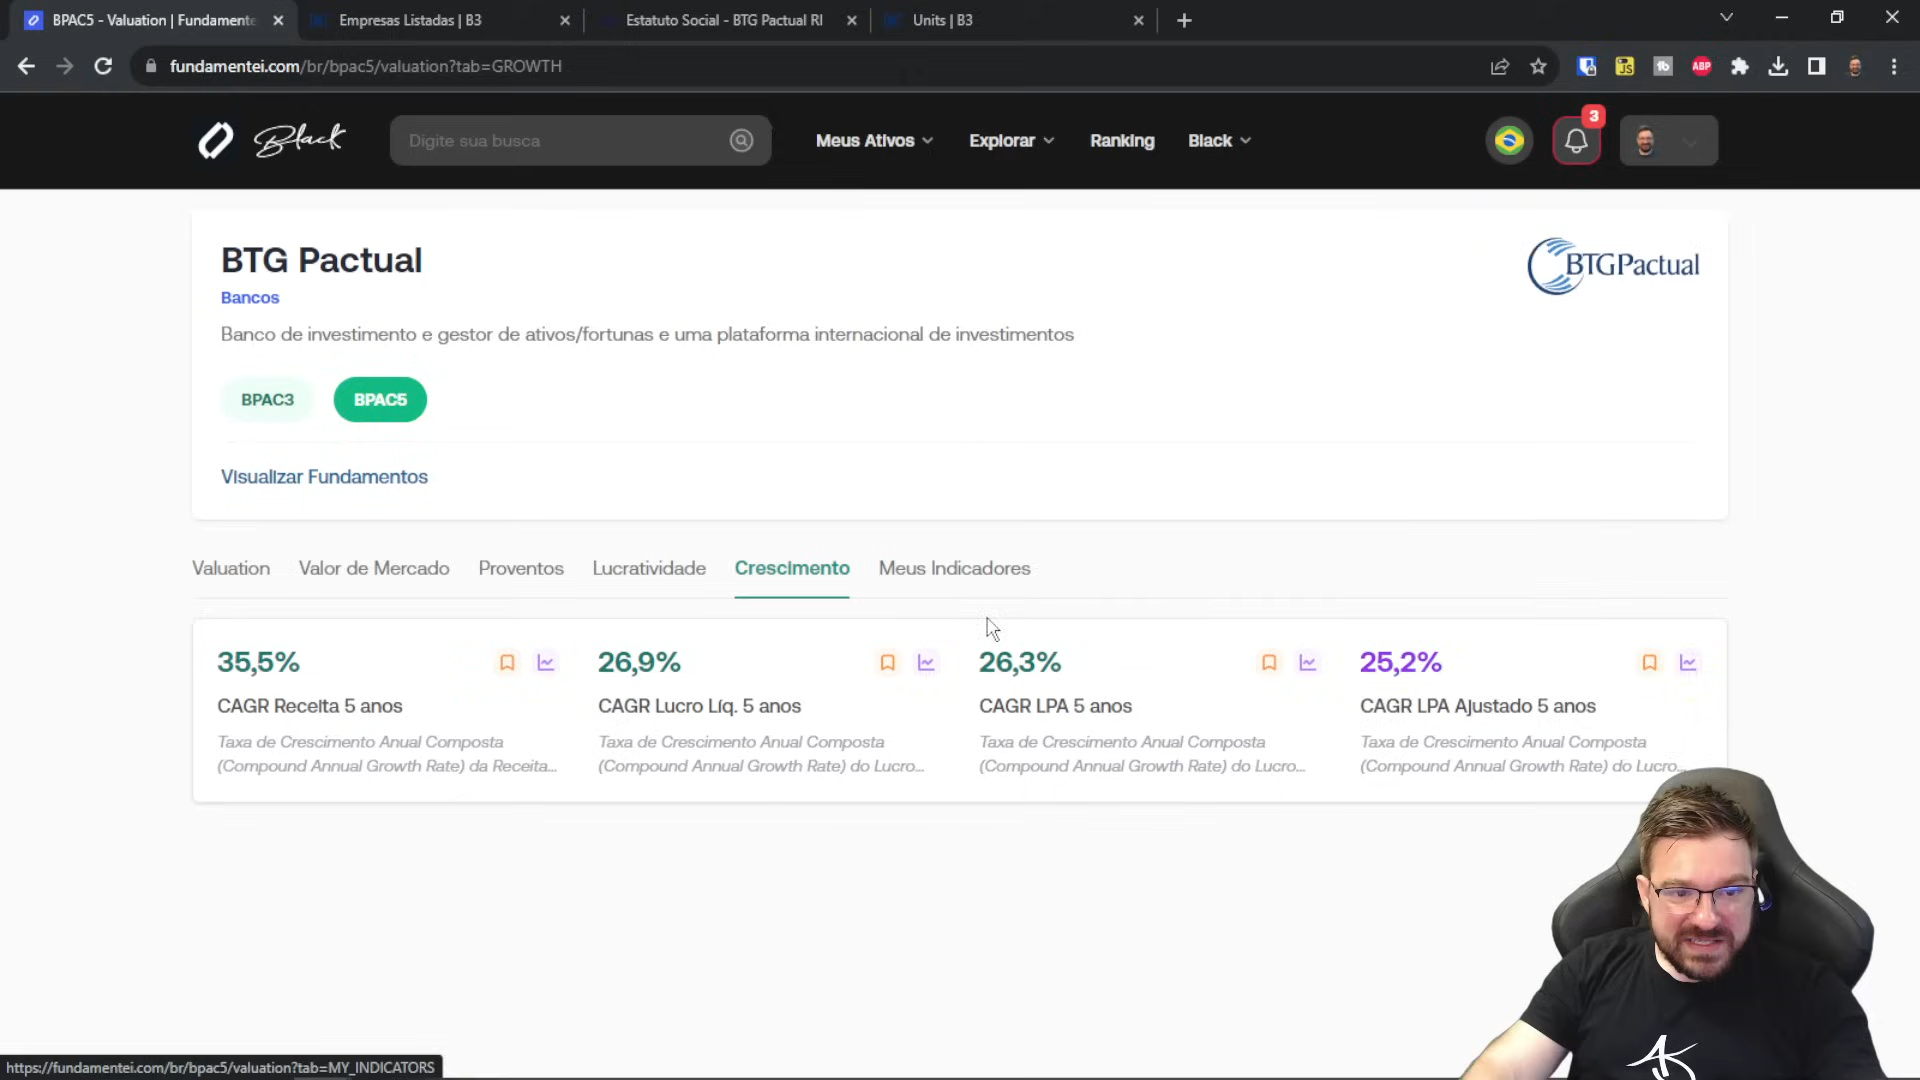 BPAC5 - Valuation | Fundamente
Empresas Listadas | B3
Estatuto Social - BTG Pactual RI
Units | B3
fundamentei.com/br/bpac5/valuation?tab=GROWTH
JS
ABP
Black
Digite sua busca
Meus Ativos
Explorar
Ranking
Black
3
BTG Pactual
BTGPactual
Bancos
Banco de investimento e gestor de ativos/fortunas e uma plataforma internacional de investimentos
BPAC3
BPAC5
Visualizar Fundamentos
Valuation
Valor de Mercado
Proventos
Lucratividade
Crescimento
Meus Indicadores
35,5%
CAGR Receita 5 anos
Taxa de Crescimento Anual Composta
(Compound Annual Growth Rate) da Receita...
26,9%
CAGR Lucro Líq. 5 anos
Taxa de Crescimento Anual Composta
(Compound Annual Growth Rate) do Lucro...
26,3%
CAGR LPA 5 anos
Taxa de Crescimento Anual Composta
(Compound Annual Growth Rate) do Lucro...
25,2%
CAGR LPA Ajustado 5 anos
Taxa de Crescimento Anual Composta
(Compound Annual Growth Rate) do Lucro...
https://fundamentei.com/br/bpac5/valuation?tab=MY_INDICATORS